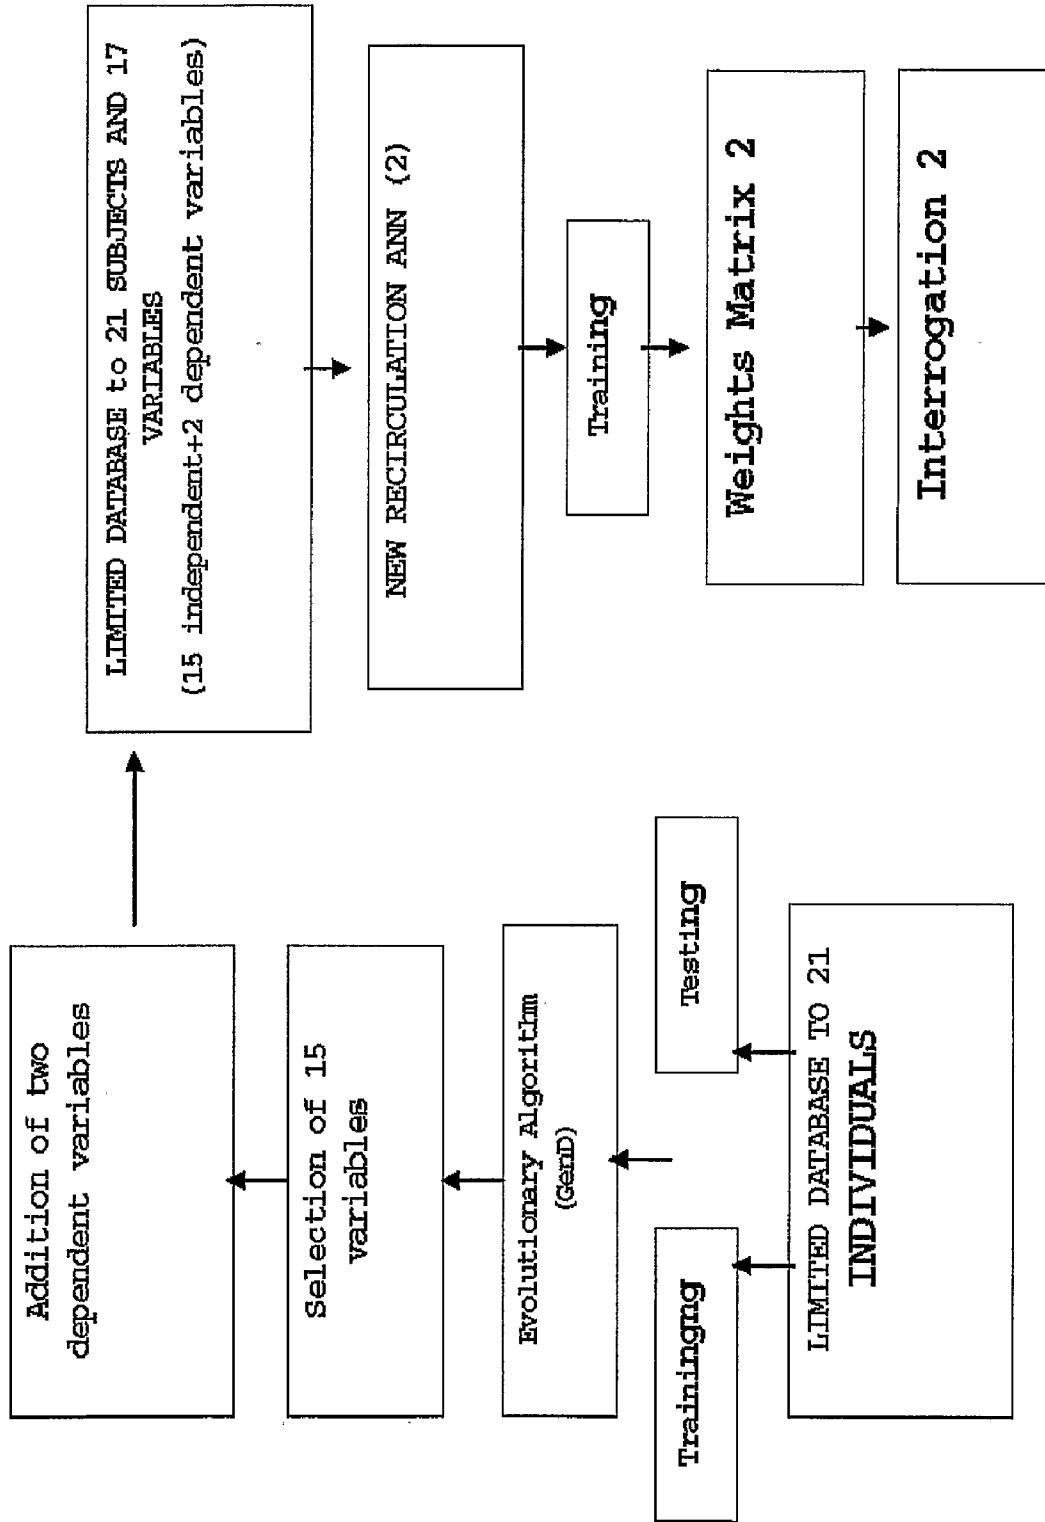 Addition of two
dependent variables
Selection of 15
variables
Evolutionary Algorithm
(GenD)
Trainingng
Testing
LIMITED DATABASE TO 21
INDIVIDUALS
LIMITED DATABASE to 21 SUBJECTS AND 17
VARIABLES
(15 independent+2 dependent variables)
NEW RECIRCULATION ANN (2)
Training
Weights Matrix 2
Interrogation 2